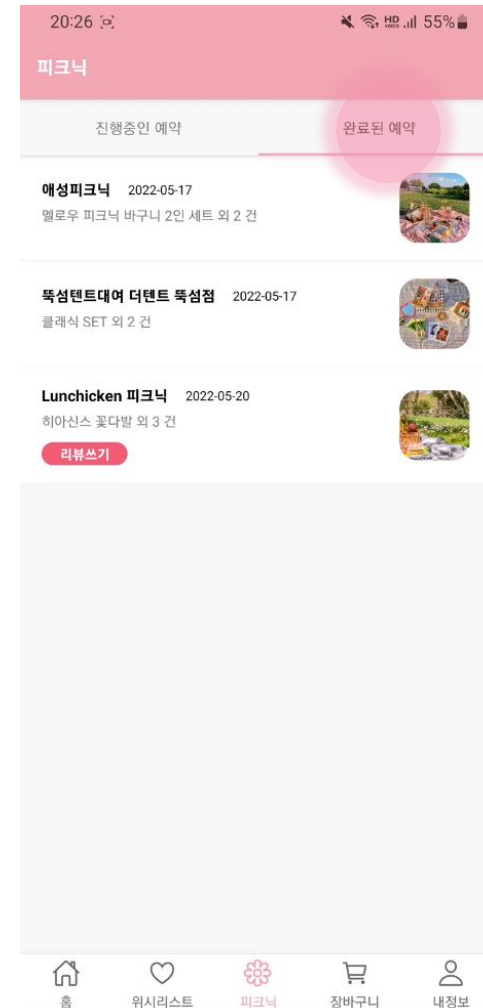 20:26
HD VOICE
55%
피크닉
진행중인 예약
완료된 예약
애성피크닉 2022-05-17
멜로우 피크닉 바구니 2인 세트 외 2 건
뚝섬텐트대여 더텐트 뚝섬점 2022-05-17
클래식 SET 외 2 건
Lunchicken 피크닉 2022-05-20
히아신스 꽃다발 외 3 건
리뷰쓰기
홈
위시리스트
피크닉
장바구니
내정보